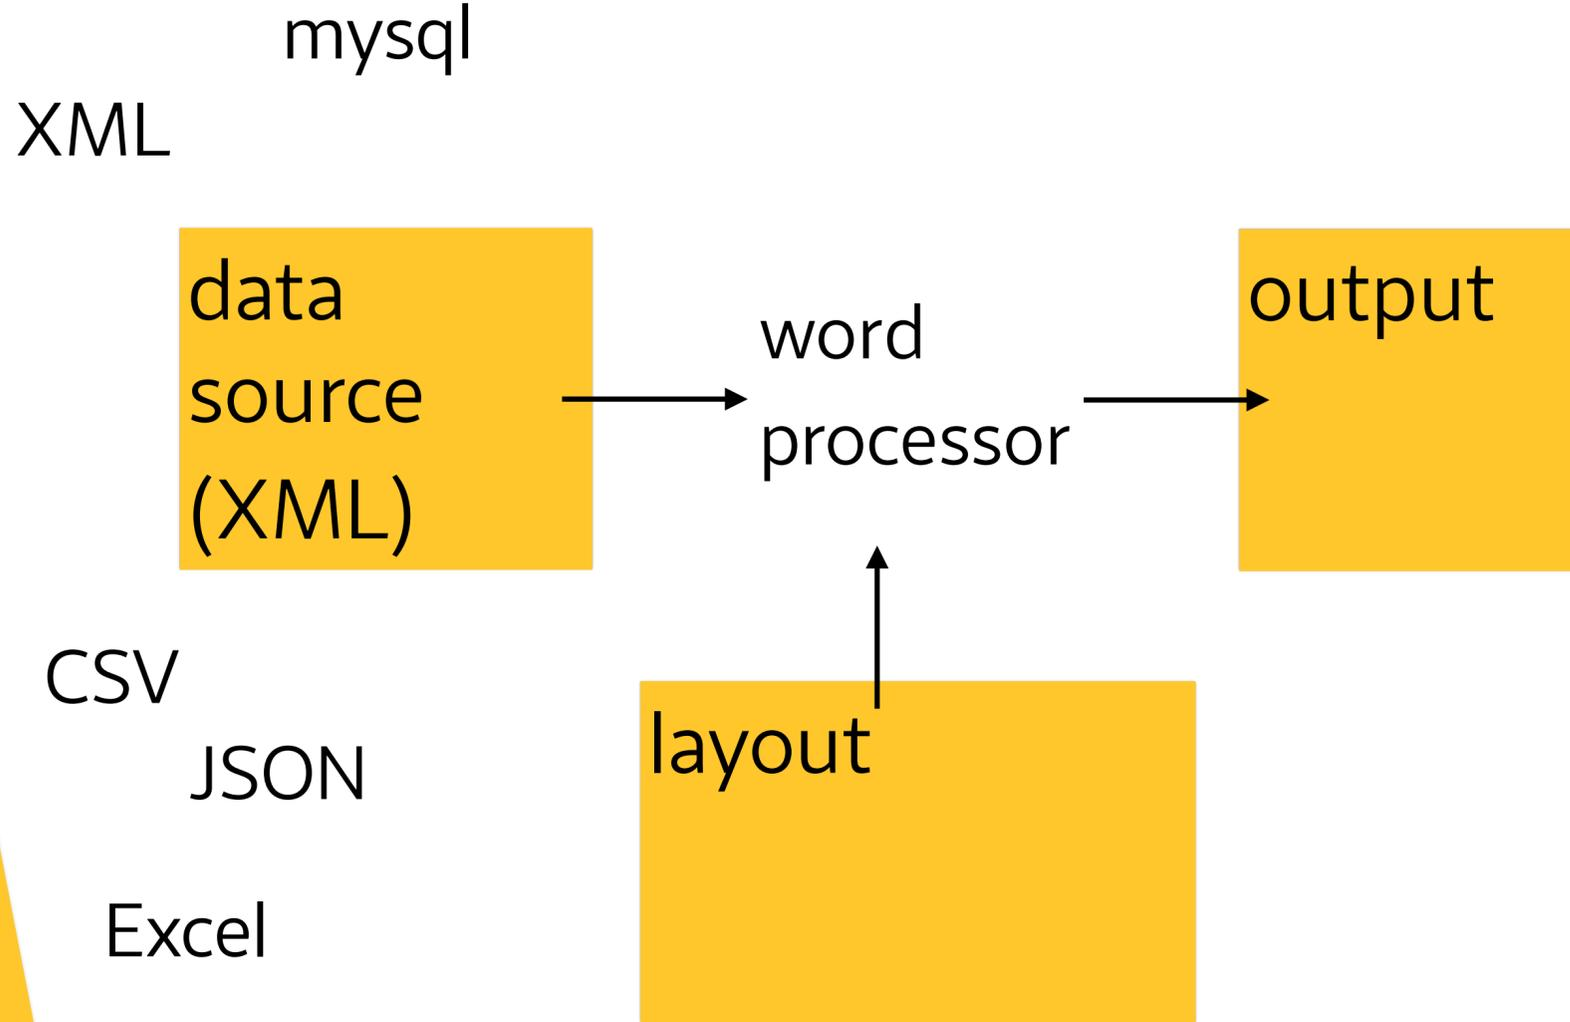 mysql
XML
data
source
(XML)
word
processor
output
CSV
JSON
Excel
layout